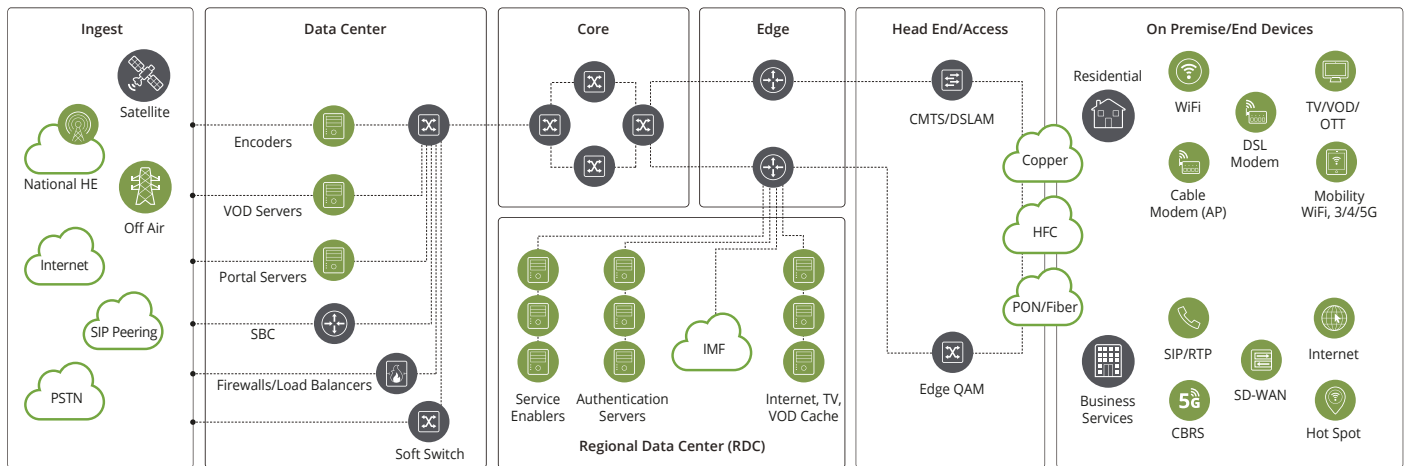 Ingest
Satellite
National HE
Off Air
Internet
SIP Peering
PSTN
Data Center
Encoders
VOD Servers
Portal Servers
SBC
Firewalls/Load Balancers
Soft Switch
Core
Edge
Service
Enablers
Authentication
Servers
IMF
Internet, TV,
VOD Cache
Regional Data Center (RDC)
Head End/Access
CMTS/DSLAM
Copper
HFC
PON/Fiber
Edge QAM
On Premise/End Devices
Residential
WiFi
TV/VOD/
OTT
DSL
Modem
Cable
Modem (AP)
Mobility
WiFi, 3/4/5G
Business
Services
SIP/RTP
Internet
SD-WAN
5G
CBRS
Hot Spot